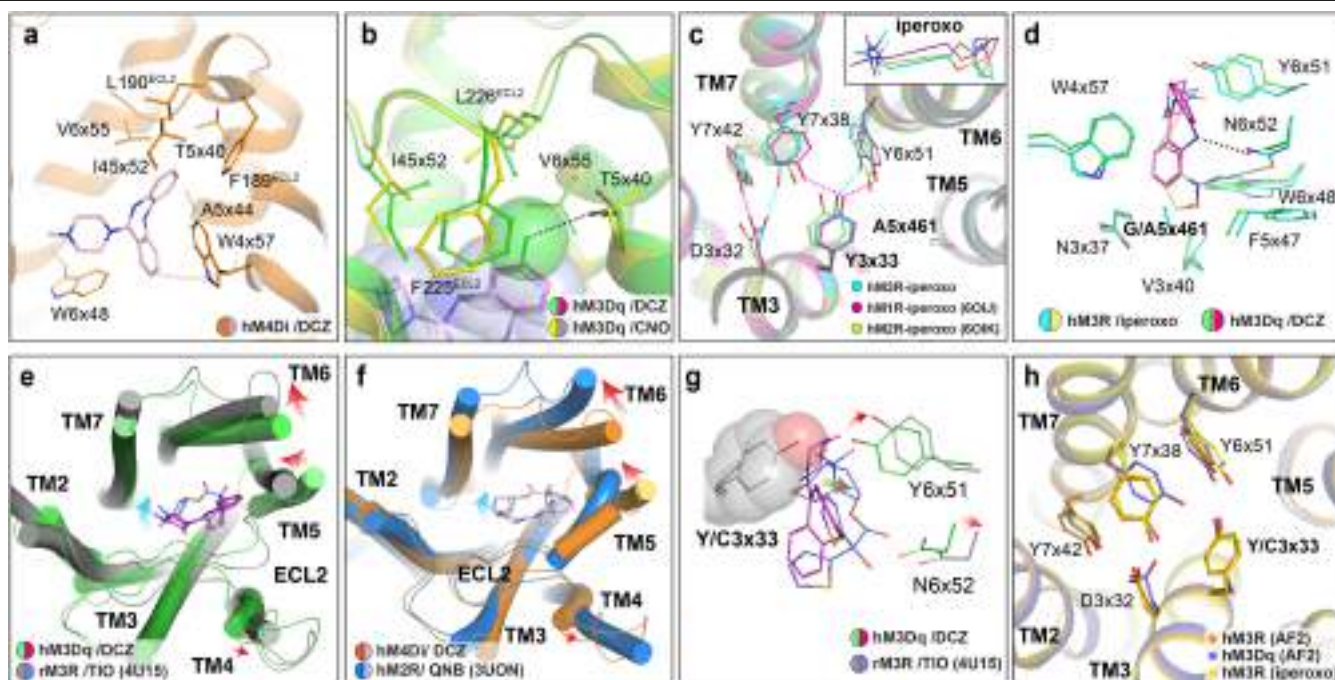 a
L190ECL2
V6x55
T5x40
I45x52
F189ECL2
A5x44
W4x57
W6x48
hM4Di /DCZ
b
L226ECL2
I45x52
V6x55
T5x40
F225ECL2
hM3Dq /DCZ
hM3Dq /CNO
c
iperoxo
TM7
Y7x42
Y7x38
TM6
Y6x51
TM5
A5x461
D3x32
Y3x33
TM3
hM3R-iperoxo
hM1R-iperoxo (6OIJ)
hM2R-iperoxo (6OIK)
d
Y6x51
W4x57
N6x52
W6x48
G/A5x461
F5x47
N3x37
V3x40
hM3R /iperoxo
hM3Dq /DCZ
e
TM6
TM7
TM2
TM5
ECL2
TM3
TM4
hM3Dq /DCZ
rM3R /TIO (4U15)
f
TM7
TM6
TM2
TM5
ECL2
TM4
TM3
hM4Di/ DCZ
hM2R/ QNB (3UON)
g
Y6x51
Y/C3x33
N6x52
hM3Dq /DCZ
rM3R /TIO (4U15)
h
TM6
TM7
Y7x38
Y6x51
TM5
Y7x42
Y/C3x33
D3x32
TM2
TM3
hM3R (AF2)
hM3Dq (AF2)
hM3R (iperoxo)